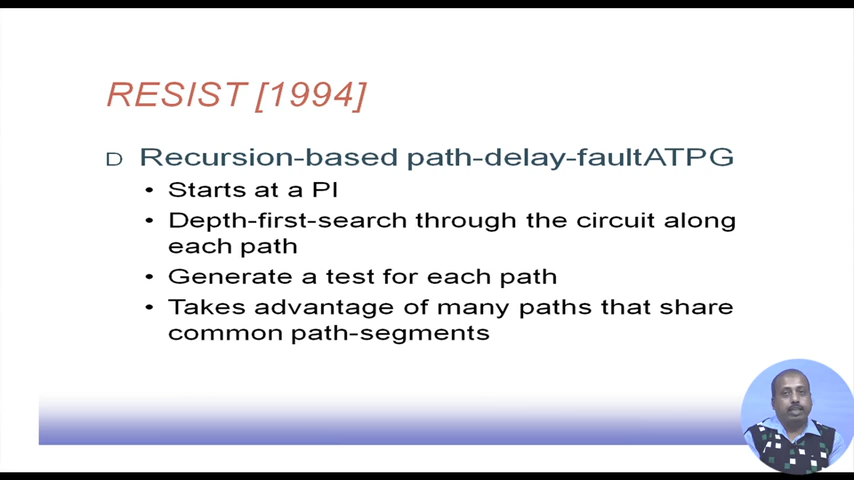 RESIST [1994]
D Recursion-based path-delay-faultATPG
• Starts at a PI
• Depth-first-search through the circuit along
each path
• Generate a test for each path
• Takes advantage of many paths that share
common path-segments